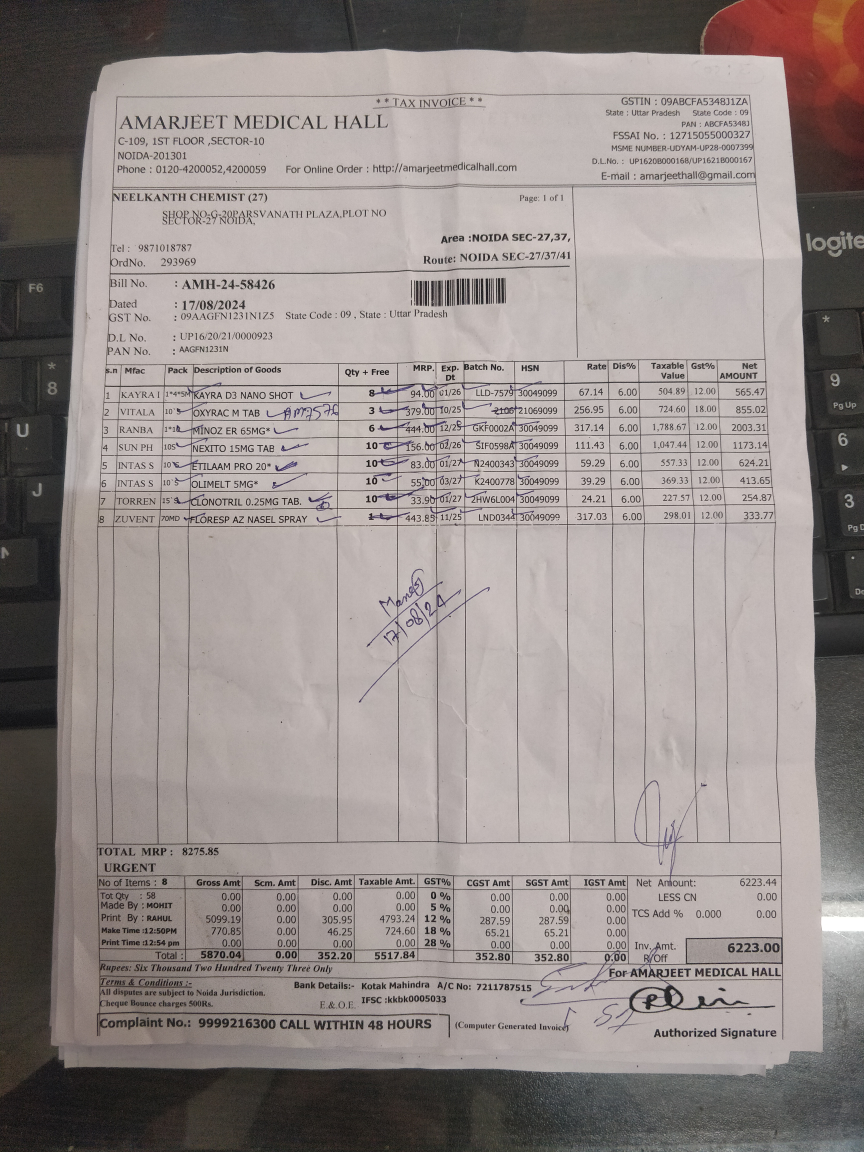 * * TAX INVOICE * *
AMARJEET MEDICAL HALL
C-109, 1ST FLOOR ,SECTOR-10
NOIDA-201301
Phone : 0120-4200052,4200059 For Online Order : http://amarjeetmedicalhall.com
GSTIN : 09ABCFA5348J1ZA
State : Uttar Pradesh State Code : 09
PAN : ABCFA5348J
FSSAI No. : 12715055000327
MSME NUMBER-UDYAM-UP28-0007399
D.L.No. : UP1620B000168/UP1621B000167
E-mail : amarjeethall@gmail.com
NEELKANTH CHEMIST (27) Page: 1 of 1
SHOP NO-G-20PARSVANATH PLAZA,PLOT NO
SECTOR-27 NOIDA,
Area :NOIDA SEC-27,37,
Tel : 9871018787
OrdNo. 293969 Route: NOIDA SEC-27/37/41
Bill No. : AMH-24-58426
Dated : 17/08/2024
GST No. : 09AAGFN1231N1Z5 State Code : 09 , State : Uttar Pradesh
D.L No. : UP16/20/21/0000923
PAN No. : AAGFN1231N
s.n Mfac Pack Description of Goods Qty + Free MRP. Exp. Dt Batch No. HSN Rate Dis% Taxable Value Gst% Net AMOUNT
1 KAYRA I 1*4*5M KAYRA D3 NANO SHOT 8 94.00 01/26 LLD-7579 30049099 67.14 6.00 504.89 12.00 565.47
2 VITALA 10'S OXYRAC M TAB AM7576 3 379.00 10/25 2106 21069099 256.95 6.00 724.60 18.00 855.02
3 RANBA 1*10 MINOZ ER 65MG* 6 444.00 12/25 GKF0002A 30049099 317.14 6.00 1,788.67 12.00 2003.31
4 SUN PH 10S NEXITO 15MG TAB 10 156.00 02/26 SIF0598A 30049099 111.43 6.00 1,047.44 12.00 1173.14
5 INTAS S 10'S ETILAAM PRO 20* 10 83.00 01/27 N2400343 30049099 59.29 6.00 557.33 12.00 624.21
6 INTAS S 10'S OLIMELT 5MG* 10 55.00 03/27 K2400778 30049099 39.29 6.00 369.33 12.00 413.65
7 TORREN 15'S CLONOTRIL 0.25MG TAB. 10 33.90 01/27 2HW6L004 30049099 24.21 6.00 227.57 12.00 254.87
8 ZUVENT 70MD FLORESP AZ NASEL SPRAY 1 443.85 11/25 LND0344 30049099 317.03 6.00 298.01 12.00 333.77
17/08/24
TOTAL MRP : 8275.85
URGENT
No of Items : 8 Gross Amt Scm. Amt Disc. Amt Taxable Amt. GST% CGST Amt SGST Amt IGST Amt
Tot Qty : 58 0.00 0.00 0.00 0.00 0 % 0.00 0.00 0.00
Made By : MOHIT 0.00 0.00 0.00 0.00 5 % 0.00 0.00 0.00
Print By : RAHUL 5099.19 0.00 305.95 4793.24 12 % 287.59 287.59 0.00
Make Time :12:50PM 770.85 0.00 46.25 724.60 18 % 65.21 65.21 0.00
Print Time :12:54 pm 0.00 0.00 0.00 0.00 28 % 0.00 0.00 0.00
Total : 5870.04 0.00 352.20 5517.84 352.80 352.80 0.00
Net Amount: 6223.44
LESS CN 0.00
TCS Add % 0.000 0.00
Inv.Amt. 6223.00
R/Off
Rupees: Six Thousand Two Hundred Twenty Three Only
For AMARJEET MEDICAL HALL
Terms & Conditions :-
All disputes are subject to Noida Jurisdiction.
Cheque Bounce charges 500Rs.
E.& O.E.
Bank Details:- Kotak Mahindra A/C No: 7211787515
IFSC :kkbk0005033
Complaint No.: 9999216300 CALL WITHIN 48 HOURS
(Computer Generated Invoice)
Authorized Signature
F6
*
8
U
J
logite
*
9
Pg Up
6
3
Pg D